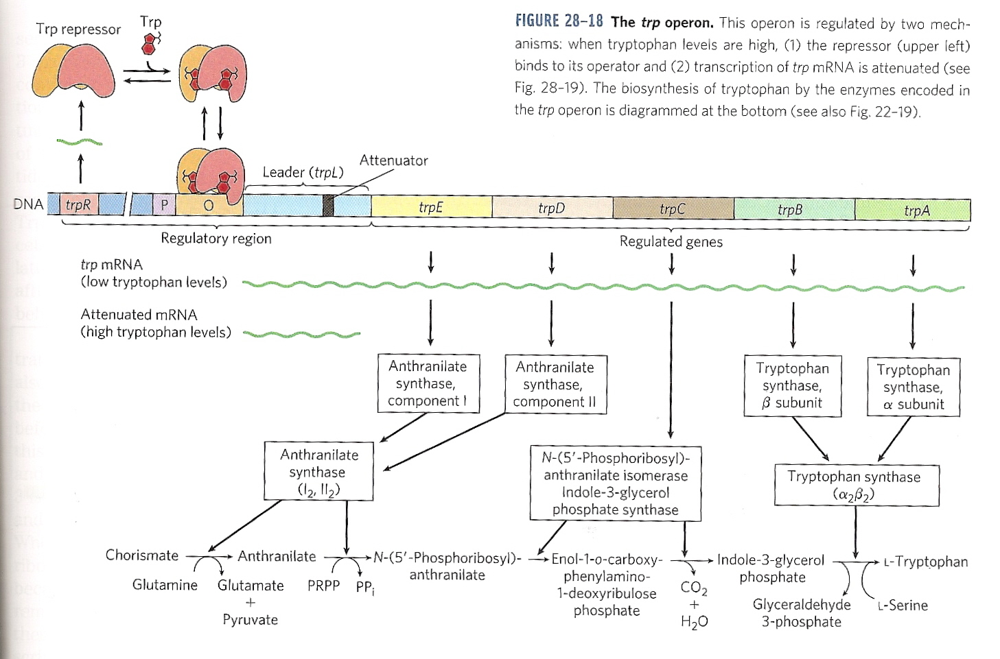 Trp repressor
Trp
FIGURE 28–18 The trp operon. This operon is regulated by two mech-
anisms: when tryptophan levels are high, (1) the repressor (upper left)
binds to its operator and (2) transcription of trp mRNA is attenuated (see
Fig. 28–19). The biosynthesis of tryptophan by the enzymes encoded in
the trp operon is diagrammed at the bottom (see also Fig. 22–19).
Leader (trpL)
Attenuator
DNA
trpR
P
O
trpE
trpD
trpC
trpB
trpA
Regulatory region
Regulated genes
trp mRNA
(low tryptophan levels)
Attenuated mRNA
(high tryptophan levels)
Anthranilate
synthase,
component I
Anthranilate
synthase,
component II
Tryptophan
synthase,
β subunit
Tryptophan
synthase,
α subunit
Anthranilate
synthase
(I₂, II₂)
N-(5′-Phosphoribosyl)-
anthranilate isomerase
Indole-3-glycerol
phosphate synthase
Tryptophan synthase
(α₂β₂)
Chorismate
Glutamine
Anthranilate
Glutamate
+
Pyruvate
PRPP
PPᵢ
N-(5′-Phosphoribosyl)-
anthranilate
Enol-1-o-carboxy-
phenylamino-
1-deoxyribulose
phosphate
CO₂
+
H₂O
Indole-3-glycerol
phosphate
Glyceraldehyde
3-phosphate
L-Tryptophan
L-Serine